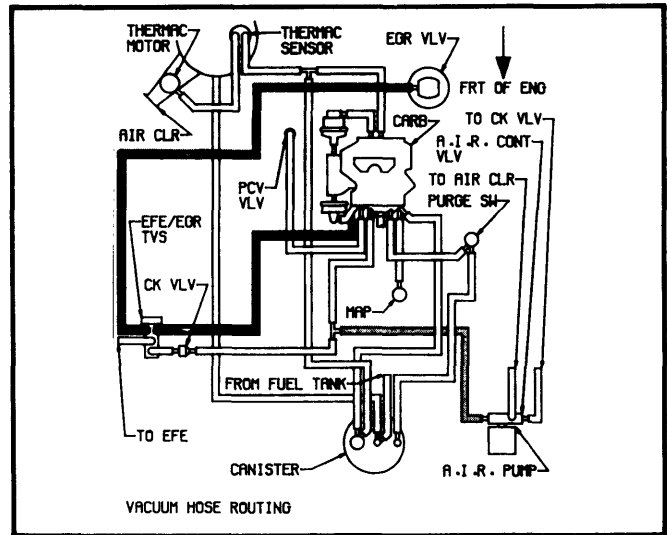 THERMAC
MOTOR
THERMAC
SENSOR
EGR VLV
FRT OF ENG
AIR CLR
CARB
TO CK VLV
A.I.R. CONT
VLV
PCV
VLV
TO AIR CLR
PURGE SW
EFE/EGR
TVS
CK VLV
MAP
FROM FUEL TANK
TO EFE
CANISTER
A.I.R. PUMP
VACUUM HOSE ROUTING